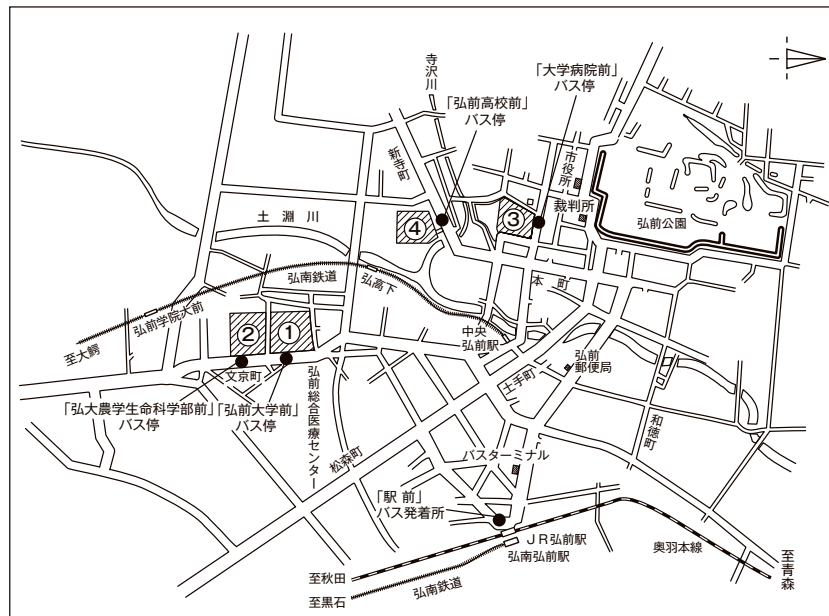 寺沢川
「弘前高校前」
バス停
「大学病院前」
バス停
新寺町
市役所
裁判所
弘前公園
③
④
土淵川
弘南鉄道
弘高下
本町
中央
弘前駅
弘前
郵便局
弘前学院大前
至大鰐
②
①
文京町
土手町
和徳町
「弘大農学生命科学部前」
バス停
「弘前大学前」
バス停
弘前総合医療センター
松森町
バスターミナル
「駅前」
バス発着所
JR弘前駅
弘南弘前駅
奥羽本線
至秋田
至黒石
弘南鉄道
至青森